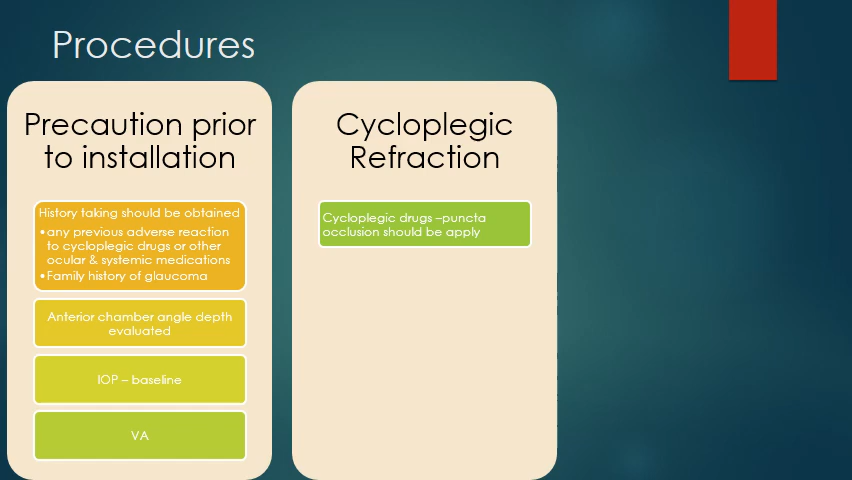 Procedures
Precaution prior
to installation
History taking should be obtained
•any previous adverse reaction
to cycloplegic drugs or other
ocular & systemic medications
•Family history of glaucoma
Anterior chamber angle depth
evaluated
IOP – baseline
VA
Cycloplegic
Refraction
Cycloplegic drugs –puncta
occlusion should be apply